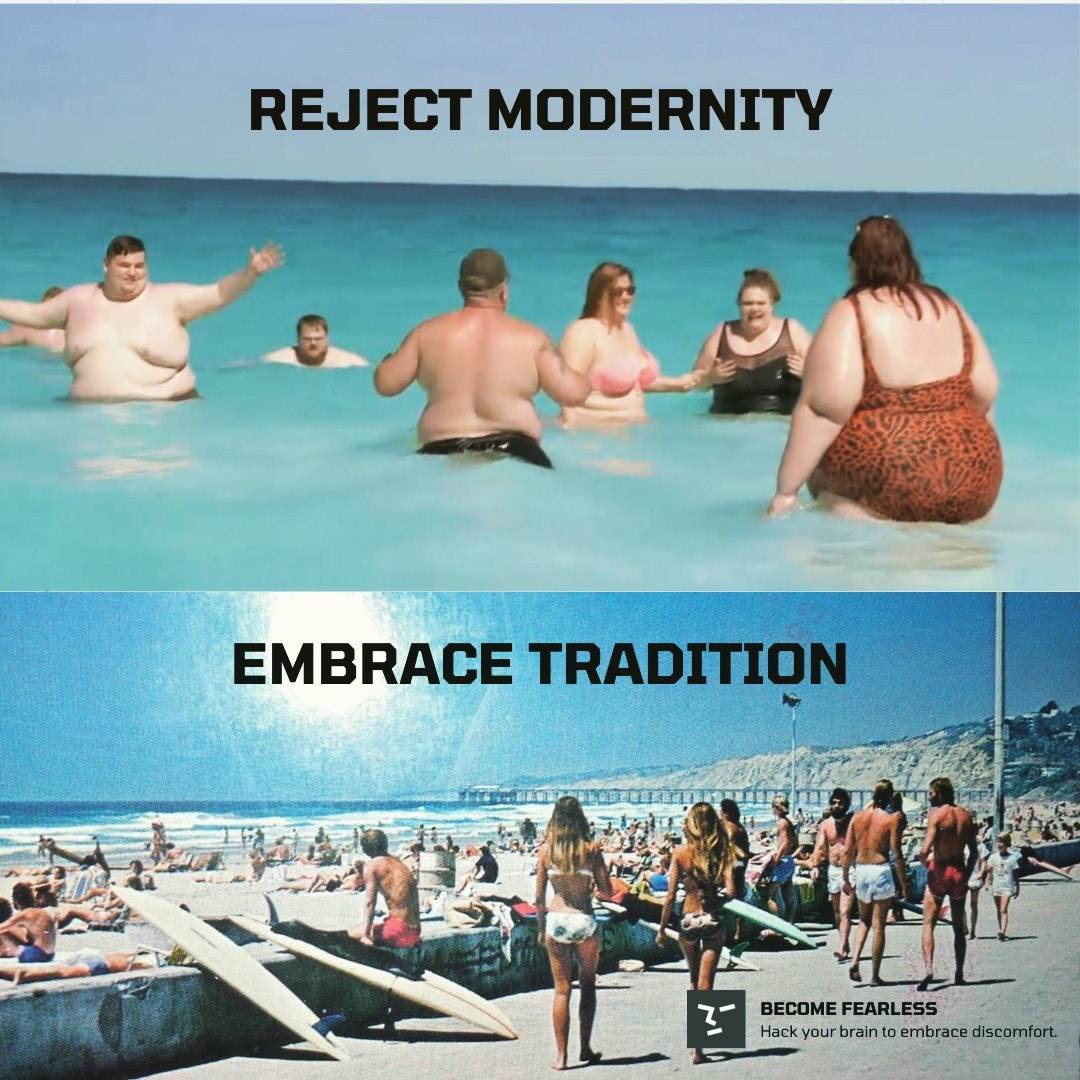 REJECT MODERNITY
EMBRACE TRADITION
BECOME FEARLESS
Hack your brain to embrace discomfort.